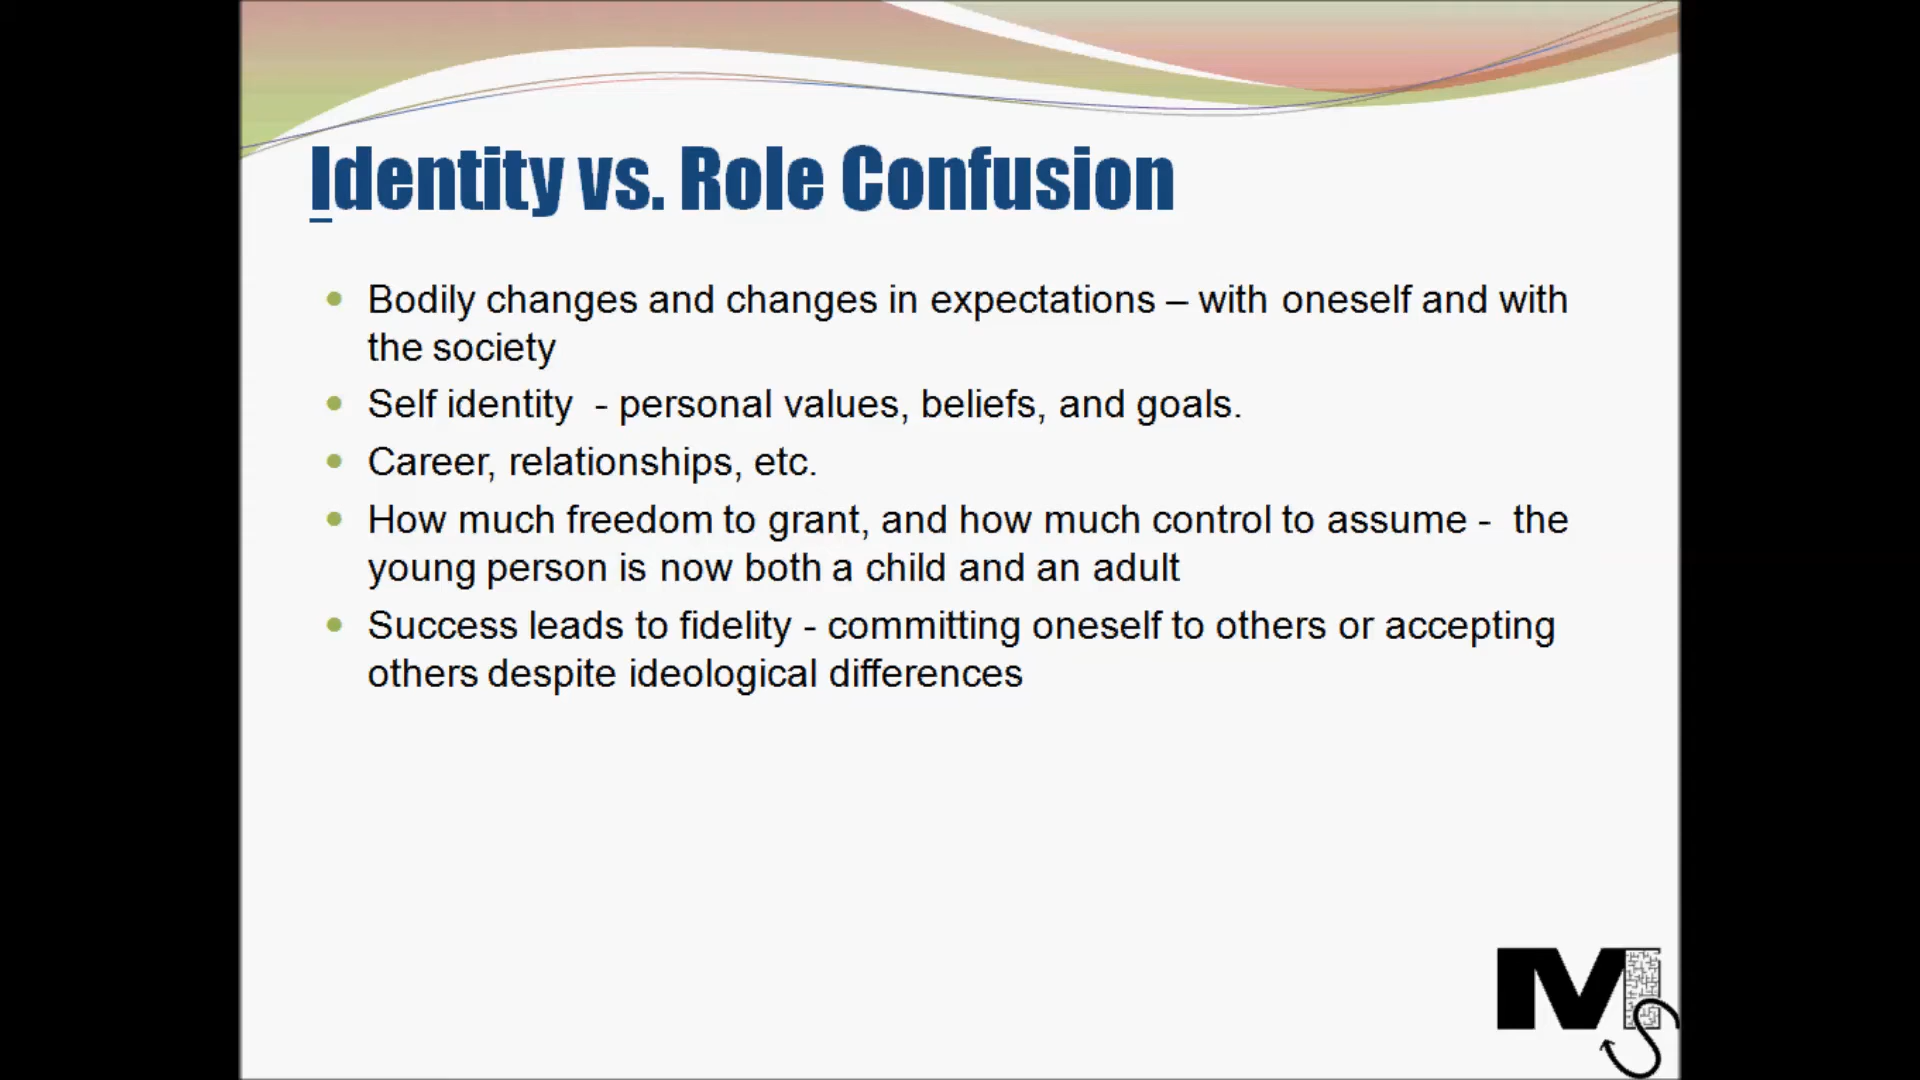 Identity vs. Role Confusion
Bodily changes and changes in expectations – with oneself and with
the society
Self identity  - personal values, beliefs, and goals.
Career, relationships, etc.
How much freedom to grant, and how much control to assume -  the
young person is now both a child and an adult
Success leads to fidelity - committing oneself to others or accepting
others despite ideological differences
M
S